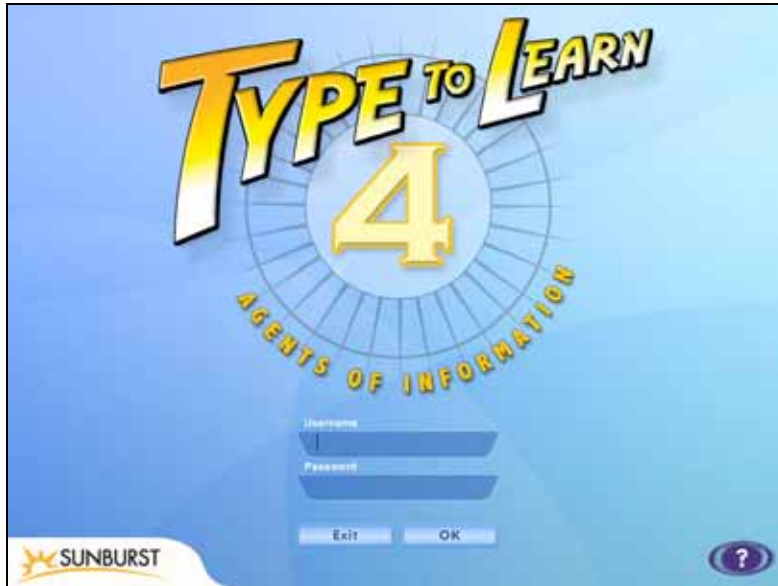 TYPE TO LEARN
4
AGENTS OF INFORMATION
Username
Password
Exit OK
SUNBURST
?